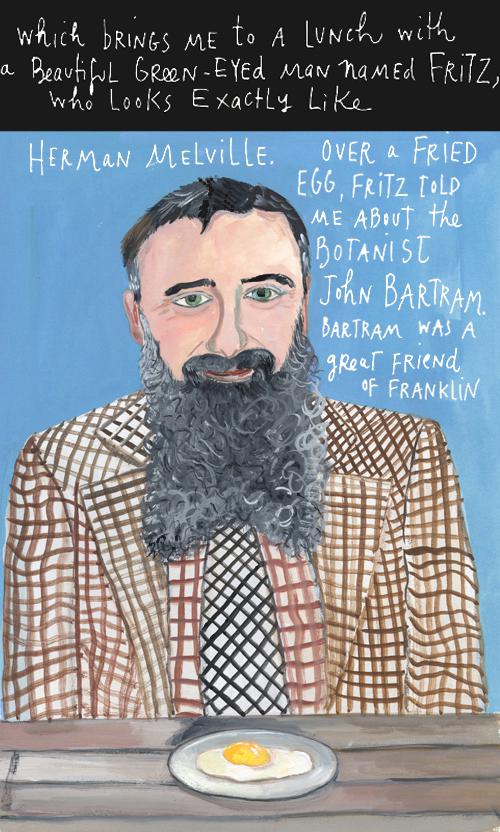 which brings me to a lunch with
a Beautiful Green-Eyed man named Fritz,
who looks Exactly Like
Herman Melville.
Over a Fried
Egg, Fritz told
me about the
Botanist
John Bartram.
Bartram was a
great Friend
of Franklin